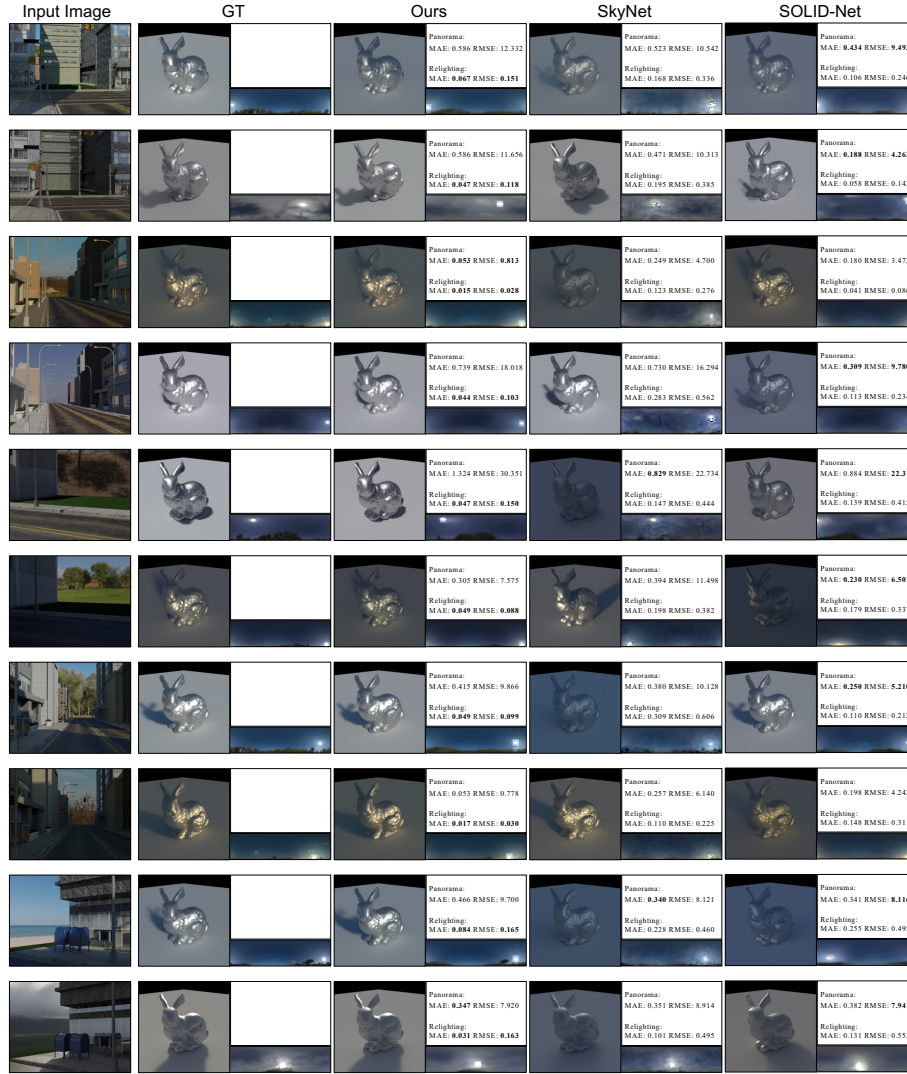 Input Image GT Ours SkyNet SOLID-Net
Panorama:
MAE: 0.586 RMSE: 12.332
Relighting:
MAE: 0.067 RMSE: 0.151
Panorama:
MAE: 0.523 RMSE: 10.542
Relighting:
MAE: 0.168 RMSE: 0.336
Panorama:
MAE: 0.434 RMSE: 9.49
Relighting:
MAE: 0.106 RMSE: 0.24
Panorama:
MAE: 0.586 RMSE: 11.656
Relighting:
MAE: 0.047 RMSE: 0.118
Panorama:
MAE: 0.471 RMSE: 10.313
Relighting:
MAE: 0.195 RMSE: 0.385
Panorama:
MAE: 0.188 RMSE: 4.26
Relighting:
MAE: 0.058 RMSE: 0.14
Panorama:
MAE: 0.053 RMSE: 0.813
Relighting:
MAE: 0.015 RMSE: 0.028
Panorama:
MAE: 0.249 RMSE: 4.700
Relighting:
MAE: 0.123 RMSE: 0.276
Panorama:
MAE: 0.180 RMSE: 3.47
Relighting:
MAE: 0.041 RMSE: 0.08
Panorama:
MAE: 0.739 RMSE: 18.018
Relighting:
MAE: 0.044 RMSE: 0.103
Panorama:
MAE: 0.730 RMSE: 16.294
Relighting:
MAE: 0.283 RMSE: 0.562
Panorama:
MAE: 0.309 RMSE: 9.78
Relighting:
MAE: 0.113 RMSE: 0.23
Panorama:
MAE: 1.324 RMSE: 30.351
Relighting:
MAE: 0.047 RMSE: 0.150
Panorama:
MAE: 0.829 RMSE: 22.734
Relighting:
MAE: 0.147 RMSE: 0.444
Panorama:
MAE: 0.884 RMSE: 22.3
Relighting:
MAE: 0.139 RMSE: 0.41
Panorama:
MAE: 0.305 RMSE: 7.575
Relighting:
MAE: 0.049 RMSE: 0.088
Panorama:
MAE: 0.394 RMSE: 11.498
Relighting:
MAE: 0.198 RMSE: 0.382
Panorama:
MAE: 0.230 RMSE: 6.50
Relighting:
MAE: 0.179 RMSE: 0.33
Panorama:
MAE: 0.415 RMSE: 9.866
Relighting:
MAE: 0.049 RMSE: 0.099
Panorama:
MAE: 0.380 RMSE: 10.128
Relighting:
MAE: 0.309 RMSE: 0.606
Panorama:
MAE: 0.250 RMSE: 5.21
Relighting:
MAE: 0.110 RMSE: 0.21
Panorama:
MAE: 0.053 RMSE: 0.778
Relighting:
MAE: 0.017 RMSE: 0.030
Panorama:
MAE: 0.257 RMSE: 6.140
Relighting:
MAE: 0.110 RMSE: 0.225
Panorama:
MAE: 0.198 RMSE: 4.24
Relighting:
MAE: 0.148 RMSE: 0.31
Panorama:
MAE: 0.466 RMSE: 9.700
Relighting:
MAE: 0.084 RMSE: 0.165
Panorama:
MAE: 0.340 RMSE: 8.121
Relighting:
MAE: 0.228 RMSE: 0.460
Panorama:
MAE: 0.341 RMSE: 8.11
Relighting:
MAE: 0.255 RMSE: 0.49
Panorama:
MAE: 0.347 RMSE: 7.920
Relighting:
MAE: 0.031 RMSE: 0.163
Panorama:
MAE: 0.351 RMSE: 8.914
Relighting:
MAE: 0.101 RMSE: 0.495
Panorama:
MAE: 0.382 RMSE: 7.94
Relighting:
MAE: 0.131 RMSE: 0.55